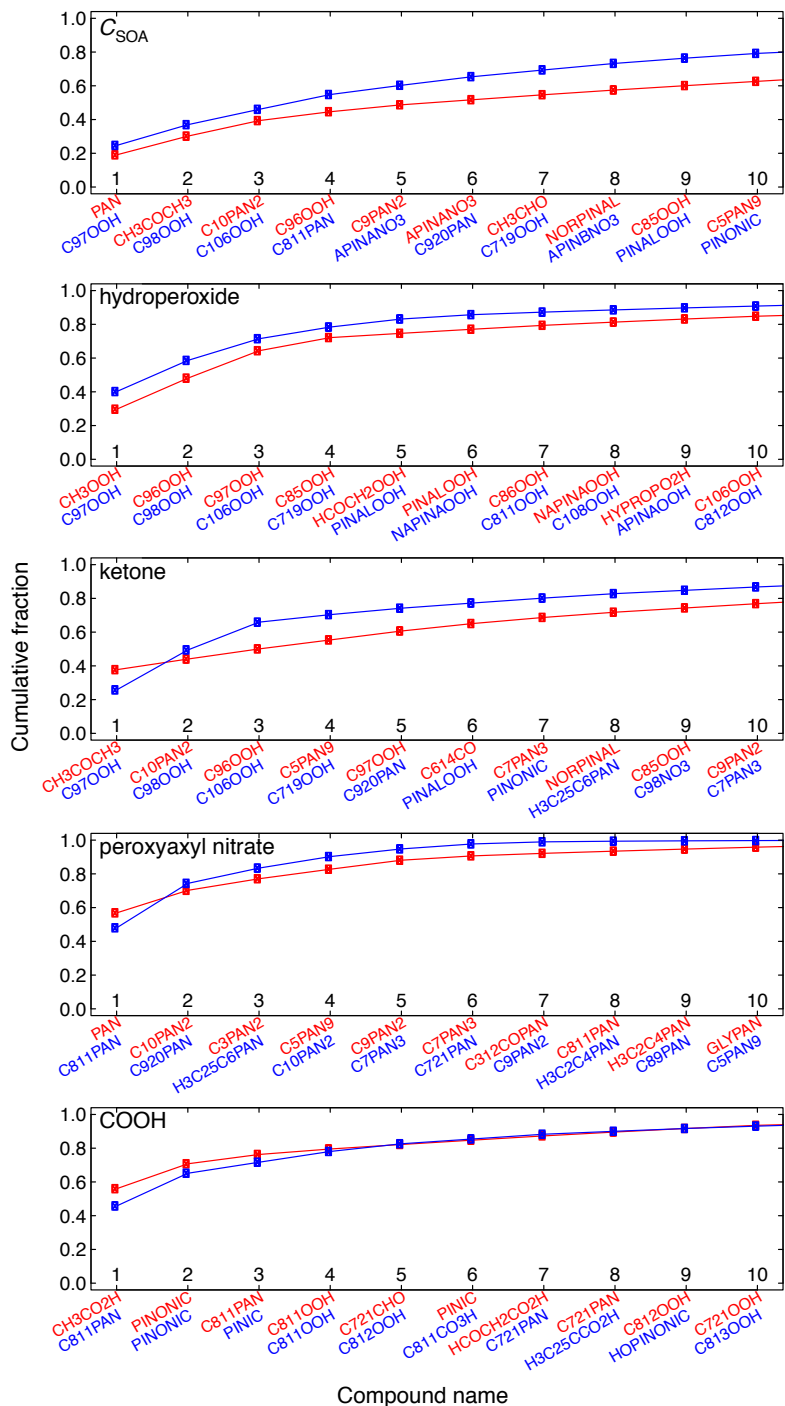 C_SOA
1.0
0.8
0.6
0.4
0.2
0.0
1 2 3 4 5 6 7 8 9 10
PAN CH3COCH3 C10PAN2 C96OOH C9PAN2 APINANO3 CH3CHO NORPINAL C85OOH C5PAN9
C97OOH C98OOH C106OOH C811PAN APINANO3 C920PAN C719OOH APINBNO3 PINALOOH PINONIC
hydroperoxide
1.0
0.8
0.6
0.4
0.2
0.0
1 2 3 4 5 6 7 8 9 10
CH3OOH C96OOH C97OOH C85OOH HCOCH2OOH PINALOOH C86OOH NAPINAOOH HYPROPO2H C106OOH
C97OOH C98OOH C106OOH C719OOH PINALOOH NAPINAOOH C811OOH C108OOH APINAOOH C812OOH
ketone
1.0
0.8
0.6
0.4
0.2
0.0
1 2 3 4 5 6 7 8 9 10
CH3COCH3 C10PAN2 C96OOH C5PAN9 C97OOH C614CO C7PAN3 NORPINAL C85OOH C9PAN2
C97OOH C98OOH C106OOH C719OOH C920PAN PINALOOH PINONIC H3C25C6PAN C98NO3 C7PAN3
peroxyaxyl nitrate
1.0
0.8
0.6
0.4
0.2
0.0
1 2 3 4 5 6 7 8 9 10
PAN C10PAN2 C3PAN2 C5PAN9 C9PAN2 C7PAN3 C312COPAN C811PAN H3C2C4PAN GLYPAN
C811PAN C920PAN H3C25C6PAN C10PAN2 C7PAN3 C721PAN C9PAN2 H3C2C4PAN C89PAN C5PAN9
COOH
1.0
0.8
0.6
0.4
0.2
0.0
1 2 3 4 5 6 7 8 9 10
CH3CO2H PINONIC C811PAN C811OOH C721CHO PINIC HCOCH2CO2H C721PAN C812OOH C721OOH
C811PAN PINONIC PINIC C811OOH C812OOH C811CO3H C721PAN H3C25CCO2H HOPINONIC C813OOH
Cumulative fraction
Compound name